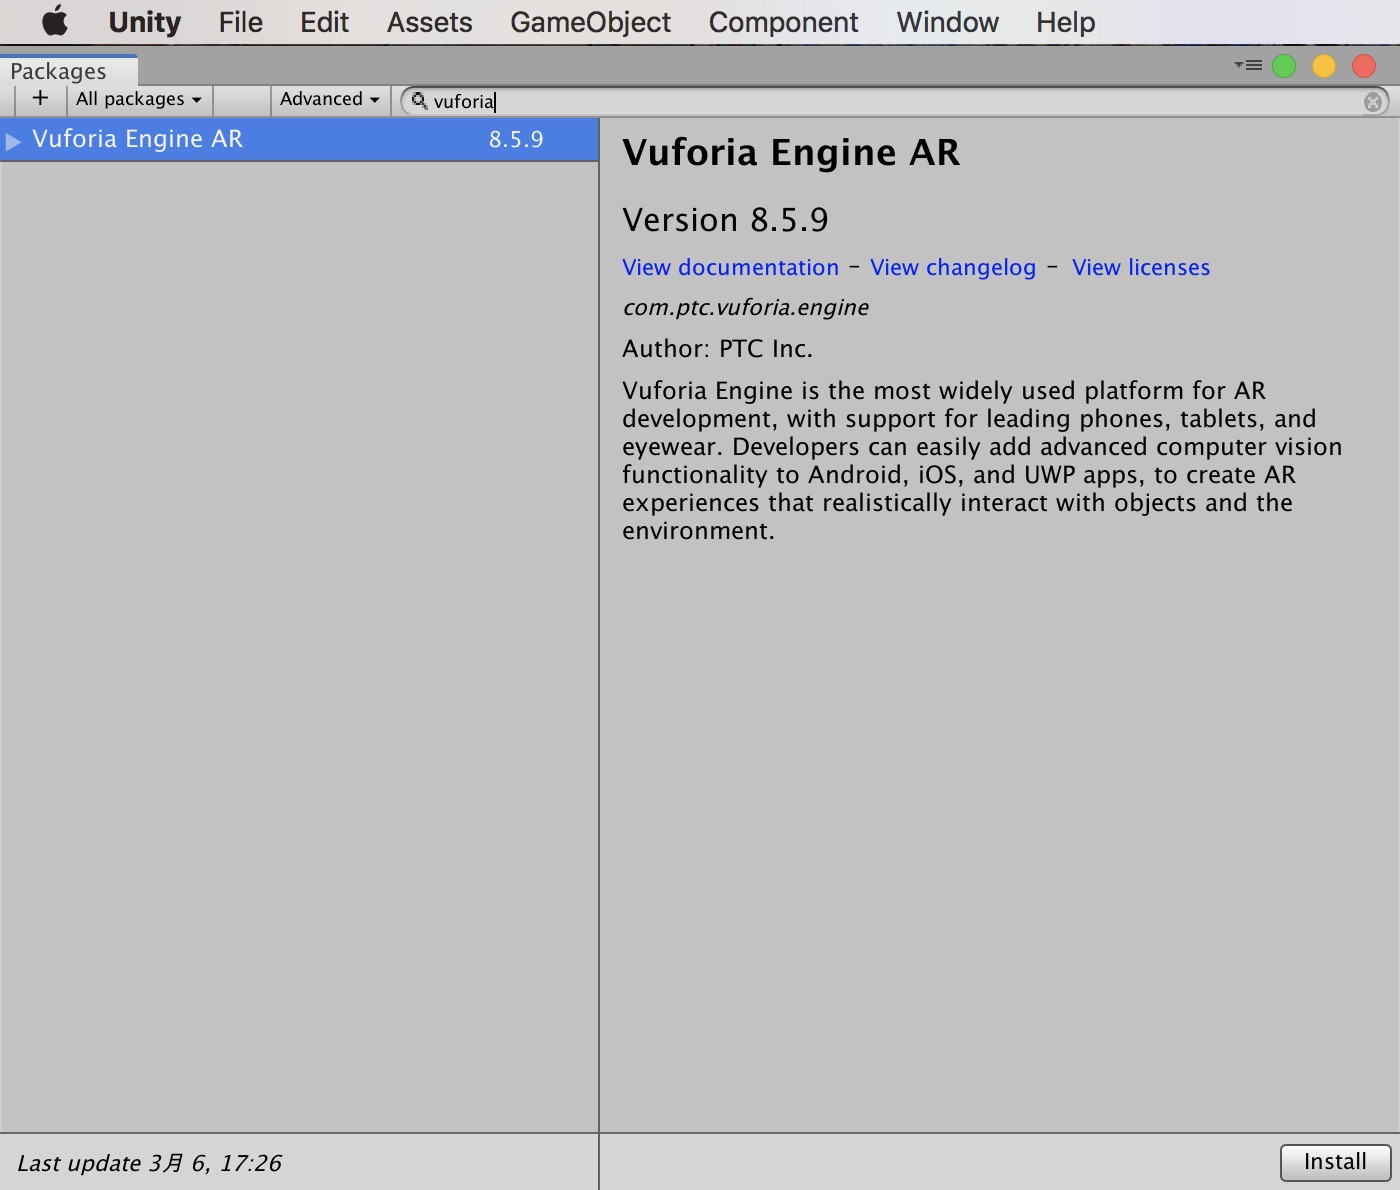 Unity File Edit Assets GameObject Component Window Help
Packages
+ All packages Advanced vuforia
Vuforia Engine AR 8.5.9
Vuforia Engine AR
Version 8.5.9
View documentation - View changelog - View licenses
com.ptc.vuforia.engine
Author: PTC Inc.
Vuforia Engine is the most widely used platform for AR
development, with support for leading phones, tablets, and
eyewear. Developers can easily add advanced computer vision
functionality to Android, iOS, and UWP apps, to create AR
experiences that realistically interact with objects and the
environment.
Last update 3月 6, 17:26
Install